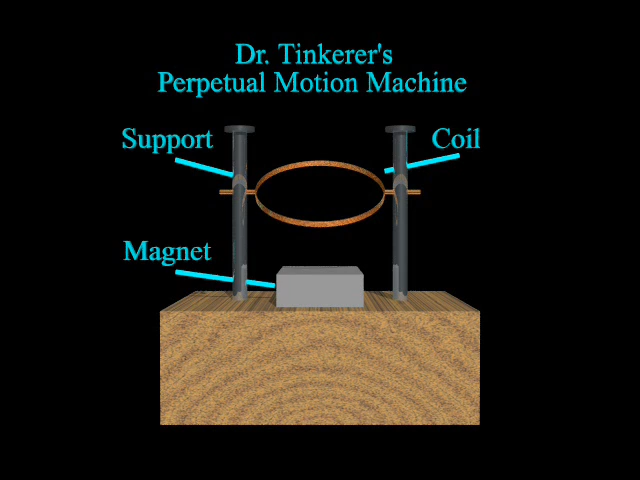 Dr. Tinkerer's
Perpetual Motion Machine
Support
Coil
Magnet